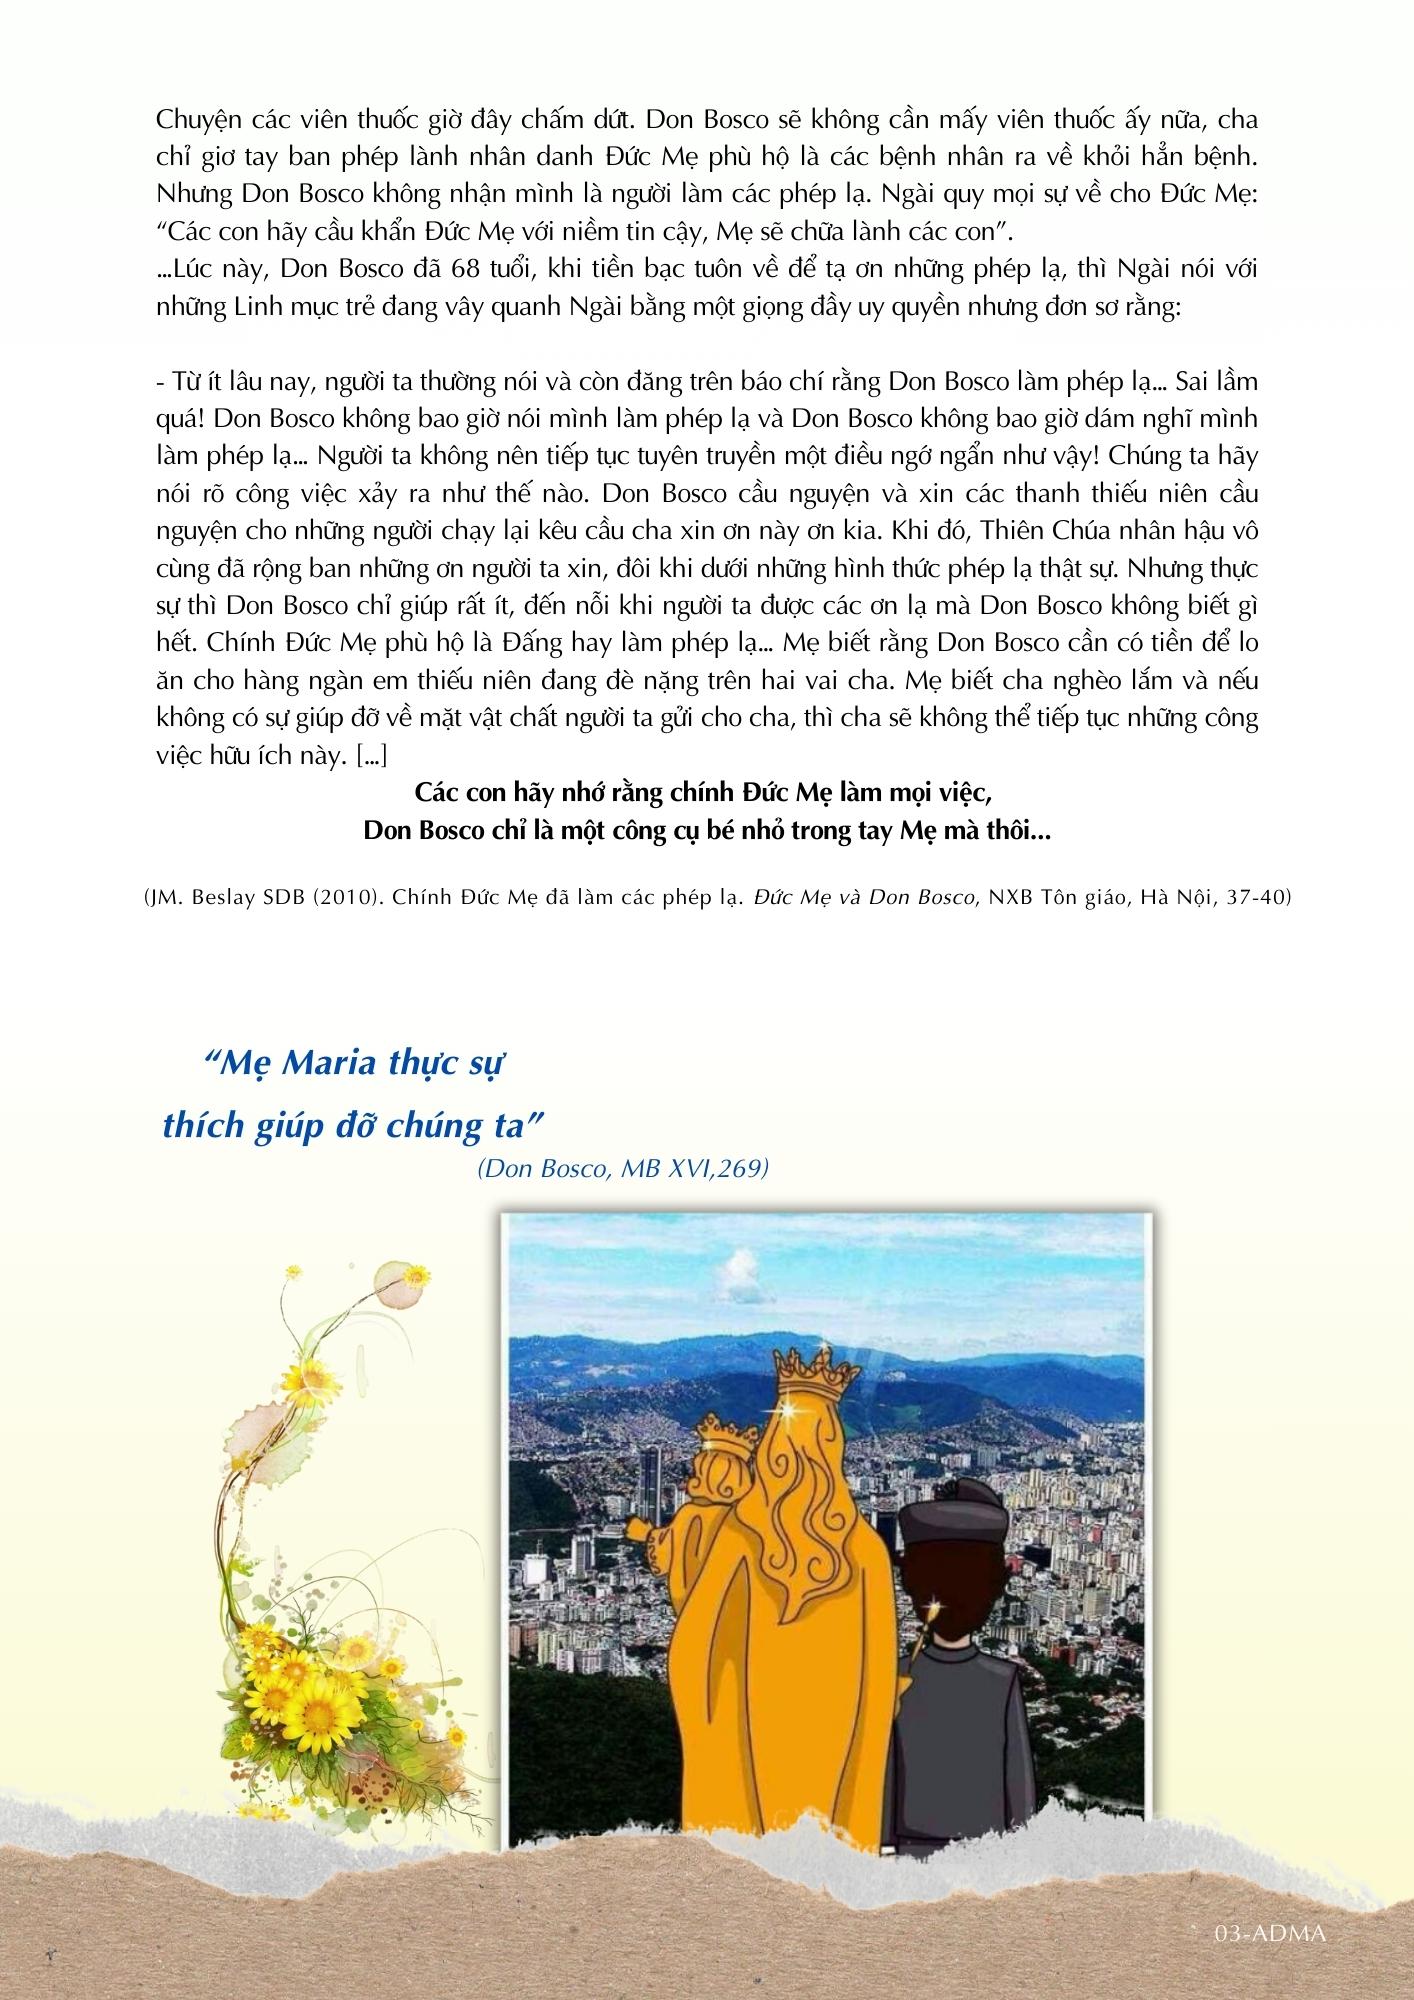 Chuyện các viên thuốc giờ đây chấm dứt. Don Bosco sẽ không cần mấy viên thuốc ấy nữa, cha
chỉ giơ tay ban phép lành nhân danh Đức Mẹ phù hộ là các bệnh nhân ra về khỏi hẳn bệnh.
Nhưng Don Bosco không nhận mình là người làm các phép lạ. Ngài quy mọi sự về cho Đức Mẹ:
“Các con hãy cầu khẩn Đức Mẹ với niềm tin cậy, Mẹ sẽ chữa lành các con”.
...Lúc này, Don Bosco đã 68 tuổi, khi tiền bạc tuôn về để tạ ơn những phép lạ, thì Ngài nói với
những Linh mục trẻ đang vây quanh Ngài bằng một giọng đầy uy quyền nhưng đơn sơ rằng:
- Từ ít lâu nay, người ta thường nói và còn đăng trên báo chí rằng Don Bosco làm phép lạ... Sai lầm
quá! Don Bosco không bao giờ nói mình làm phép lạ và Don Bosco không bao giờ dám nghĩ mình
làm phép lạ... Người ta không nên tiếp tục tuyên truyền một điều ngớ ngẩn như vậy! Chúng ta hãy
nói rõ công việc xảy ra như thế nào. Don Bosco cầu nguyện và xin các thanh thiếu niên cầu
nguyện cho những người chạy lại kêu cầu cha xin ơn này ơn kia. Khi đó, Thiên Chúa nhân hậu vô
cùng đã rộng ban những ơn người ta xin, đôi khi dưới những hình thức phép lạ thật sự. Nhưng thực
sự thì Don Bosco chỉ giúp rất ít, đến nỗi khi người ta được các ơn lạ mà Don Bosco không biết gì
hết. Chính Đức Mẹ phù hộ là Đấng hay làm phép lạ... Mẹ biết rằng Don Bosco cần có tiền để lo
ăn cho hàng ngàn em thiếu niên đang đè nặng trên hai vai cha. Mẹ biết cha nghèo lắm và nếu
không có sự giúp đỡ về mặt vật chất người ta gửi cho cha, thì cha sẽ không thể tiếp tục những công
việc hữu ích này. [...]
Các con hãy nhớ rằng chính Đức Mẹ làm mọi việc,
Don Bosco chỉ là một công cụ bé nhỏ trong tay Mẹ mà thôi...
(JM. Beslay SDB (2010). Chính Đức Mẹ đã làm các phép lạ. Đức Mẹ và Don Bosco, NXB Tôn giáo, Hà Nội, 37-40)
“Mẹ Maria thực sự
thích giúp đỡ chúng ta”
(Don Bosco, MB XVI,269)
` 03-ADMA